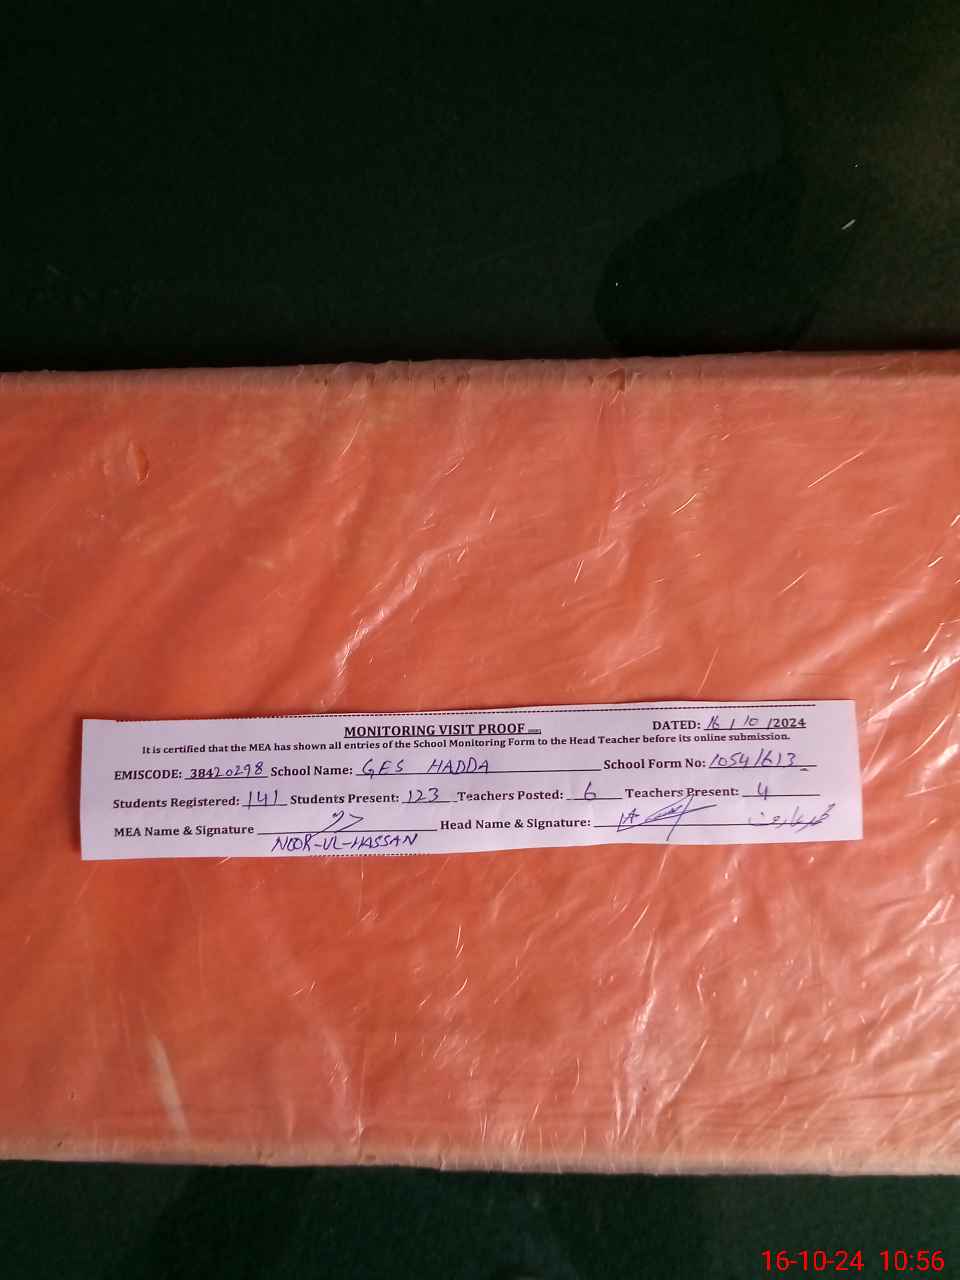 MONITORING VISIT PROOF DATED: 16 / 10 /2024
It is certified that the MEA has shown all entries of the School Monitoring Form to the Head Teacher before its online submission.
EMISCODE: 38420298 School Name: GES HADDA School Form No: 10541613
Students Registered: 141 Students Present: 123 Teachers Posted: 6 Teachers Present: 4
MEA Name & Signature Head Name & Signature:
NOOR-UL-HASSAN
16-10-24 10:56